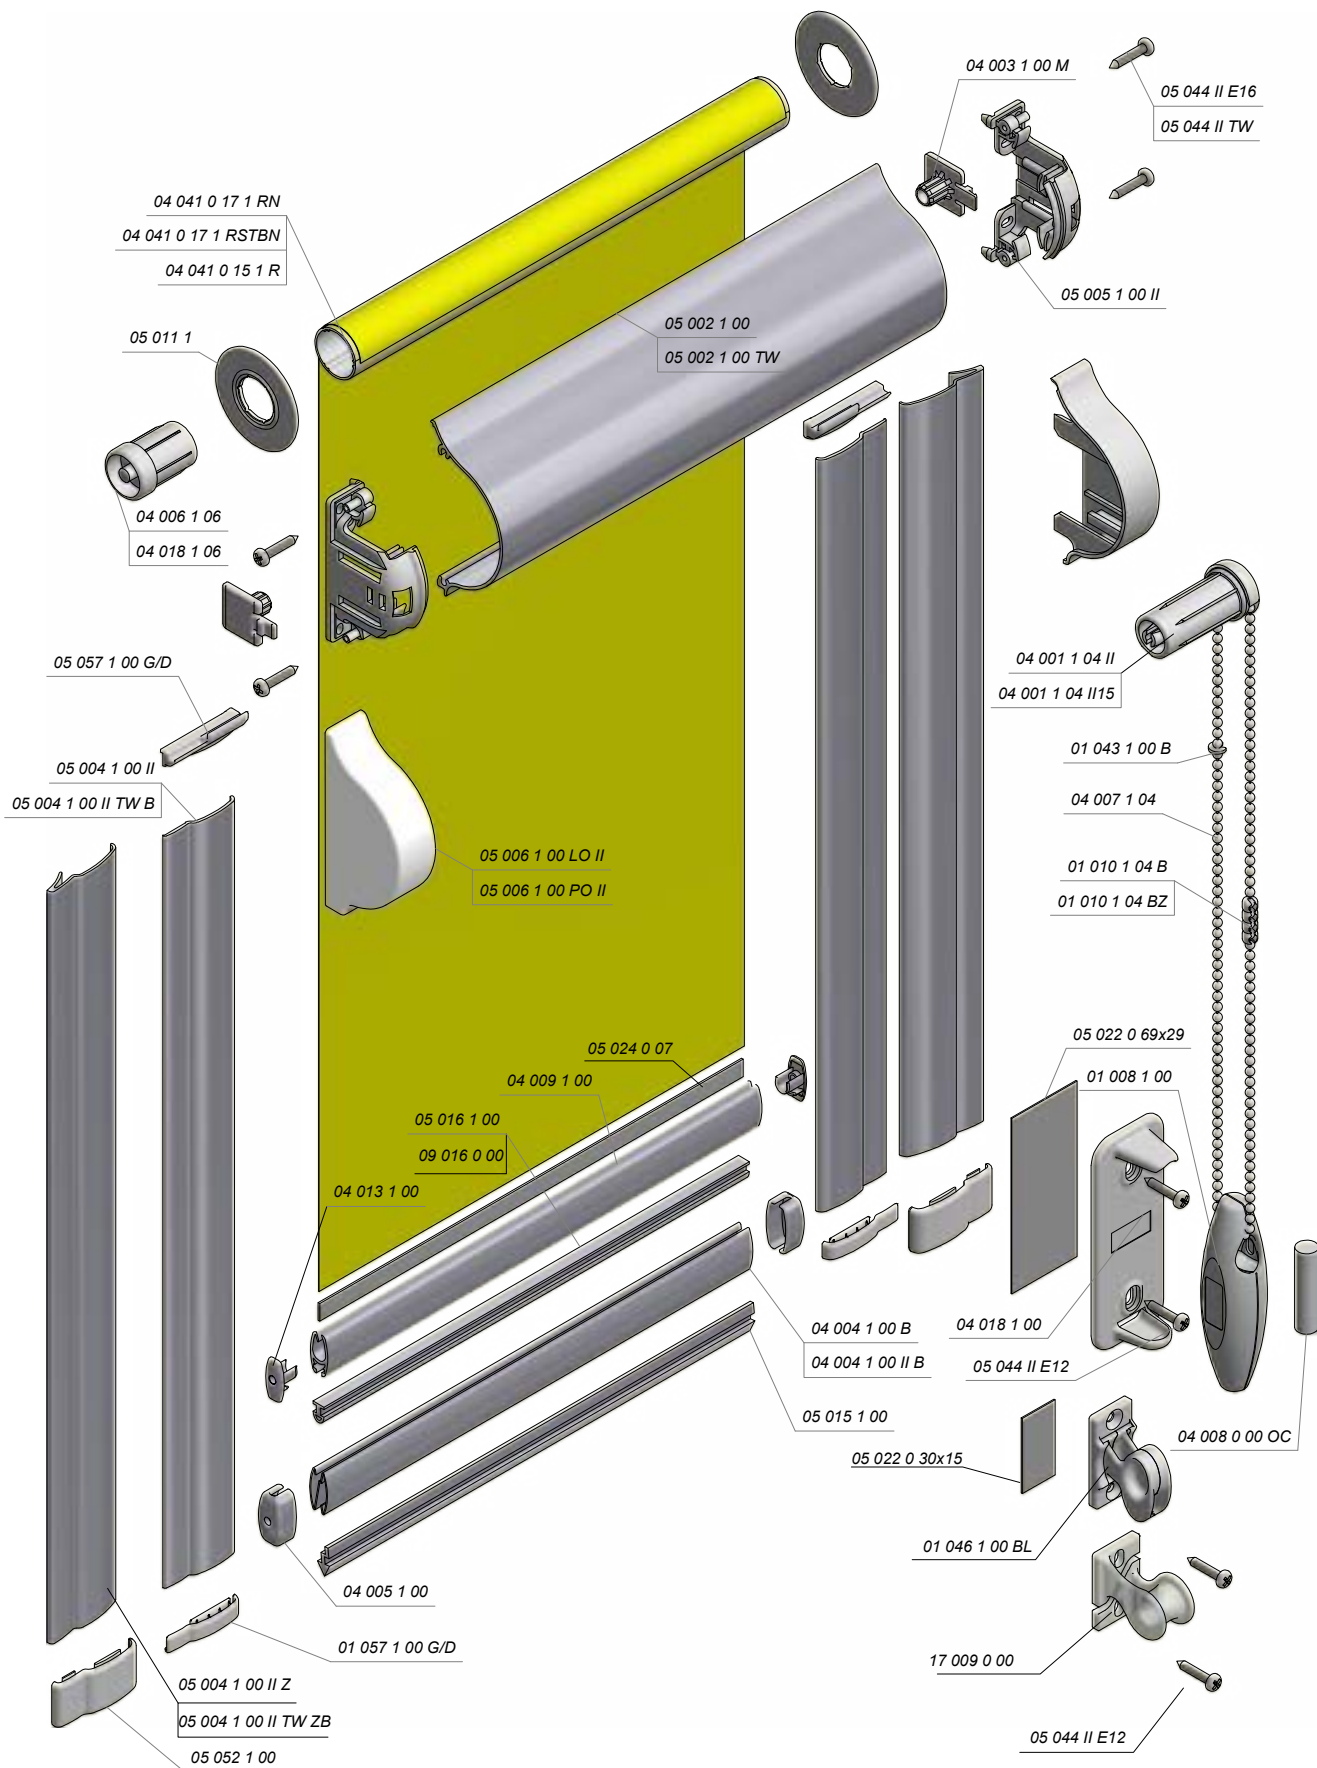 04 003 1 00 M
05 044 II E16
05 044 II TW
04 041 0 17 1 RN
04 041 0 17 1 RSTBN
04 041 0 15 1 R
05 005 1 00 II
05 011 1
05 002 1 00
05 002 1 00 TW
04 006 1 06
04 018 1 06
05 057 1 00 G/D
04 001 1 04 II
04 001 1 04 II15
01 043 1 00 B
05 004 1 00 II
05 004 1 00 II TW B
04 007 1 04
05 006 1 00 LO II
05 006 1 00 PO II
01 010 1 04 B
01 010 1 04 BZ
05 022 0 69x29
05 024 0 07
04 009 1 00
01 008 1 00
05 016 1 00
09 016 0 00
04 013 1 00
04 004 1 00 B
04 004 1 00 II B
04 018 1 00
05 044 II E12
05 015 1 00
04 008 0 00 OC
05 022 0 30x15
01 046 1 00 BL
04 005 1 00
01 057 1 00 G/D
17 009 0 00
05 004 1 00 II Z
05 004 1 00 II TW ZB
05 044 II E12
05 052 1 00